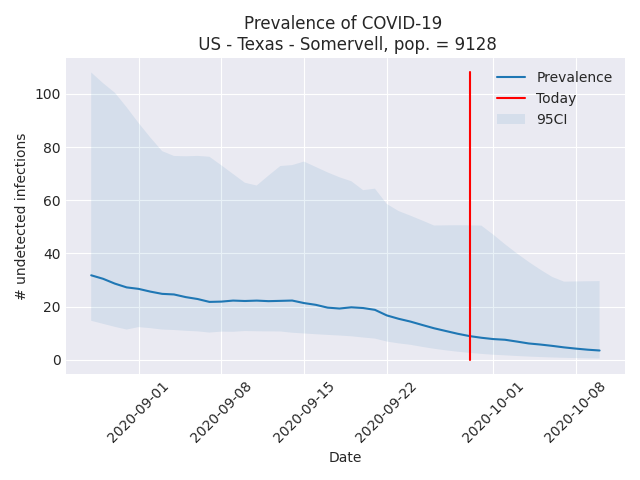 Prevalence of COVID-19
US - Texas - Somervell, pop. = 9128
Prevalence
Today
95CI
# undetected infections
100
80
60
40
20
0
2020-09-01
2020-09-08
2020-09-15
2020-09-22
2020-10-01
2020-10-08
Date